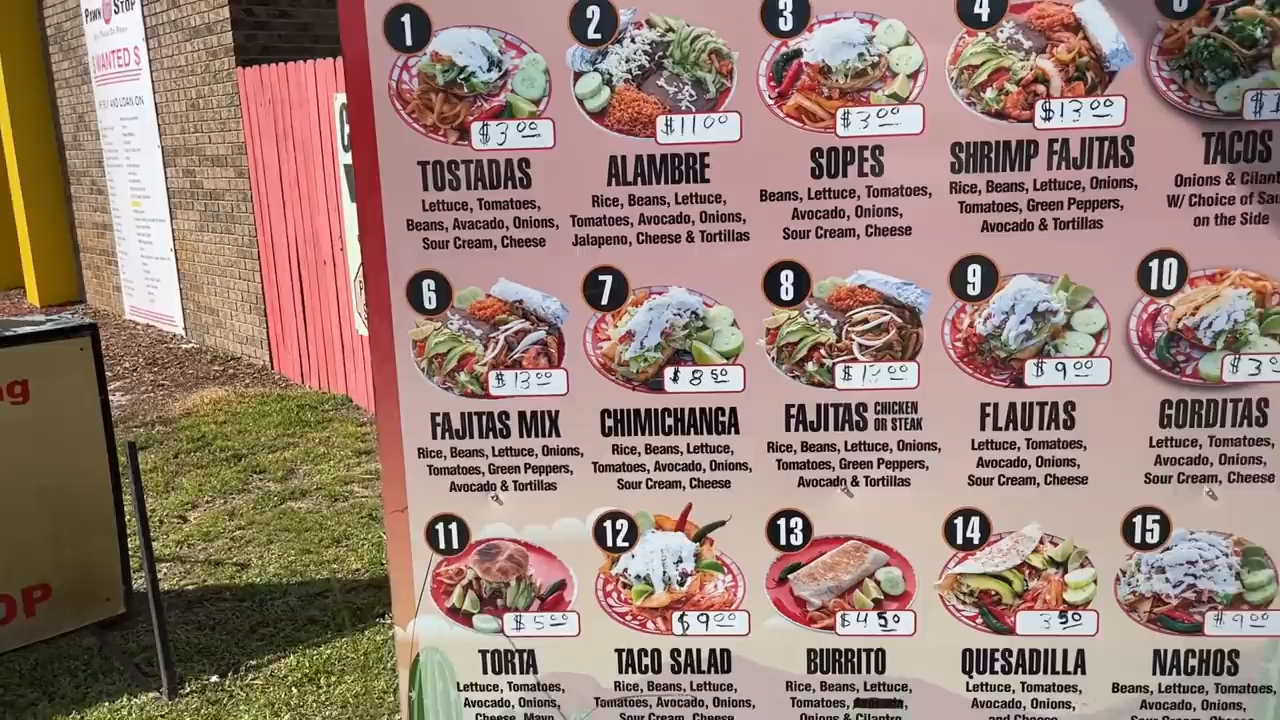 PAWN STOP
$ WANTED $
WE BUY AND LOAN ON
1
$3.00
TOSTADAS
Lettuce, Tomatoes,
Beans, Avacado, Onions,
Sour Cream, Cheese
2
$11.00
ALAMBRE
Rice, Beans, Lettuce,
Tomatoes, Avocado, Onions,
Jalapeno, Cheese & Tortillas
3
$3.00
SOPES
Beans, Lettuce, Tomatoes,
Avocado, Onions,
Sour Cream, Cheese
4
$13.00
SHRIMP FAJITAS
Rice, Beans, Lettuce, Onions,
Tomatoes, Green Peppers,
Avocado & Tortillas
TACOS
Onions &
W/ Choice of
on the Side
6
$13.00
FAJITAS MIX
Rice, Beans, Lettuce, Onions,
Tomatoes, Green Peppers,
Avocado & Tortillas
7
$8.50
CHIMICHANGA
Rice, Beans, Lettuce,
Tomatoes, Avocado, Onions,
Sour Cream, Cheese
8
FAJITAS CHICKEN OR STEAK
Rice, Beans, Lettuce, Onions,
Tomatoes, Green Peppers,
Avocado & Tortillas
9
$9.00
FLAUTAS
Lettuce, Tomatoes,
Avocado, Onions,
Sour Cream, Cheese
10
GORDITAS
Lettuce, Tomatoes,
Avocado, Onions,
Sour Cream, Cheese
11
$5.00
TORTA
Lettuce, Tomatoes,
Avocado, Onions,
Cheese, Mayo
12
$9.00
TACO SALAD
Rice, Beans, Lettuce,
Tomatoes, Avocado, Onions,
Sour Cream, Cheese
13
$4.50
BURRITO
Rice, Beans, Lettuce,
Tomatoes,
Onions & Cilantro
14
3.50
QUESADILLA
Lettuce, Tomatoes,
Avocado, Onions,
and Cheese
15
$9.00
NACHOS
Beans, Lettuce, Tomatoes,
Avocado, Onions,
Sour Cream, Cheese